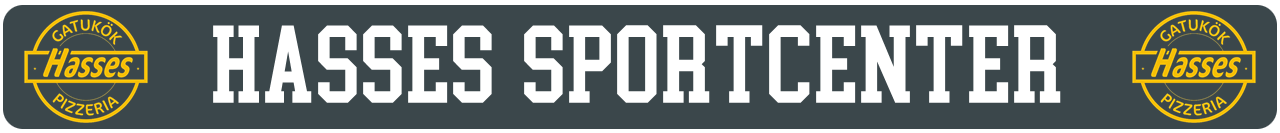 GATUKÖK
Hasses
PIZZERIA
HASSES SPORTCENTER
GATUKÖK
Hasses
PIZZERIA